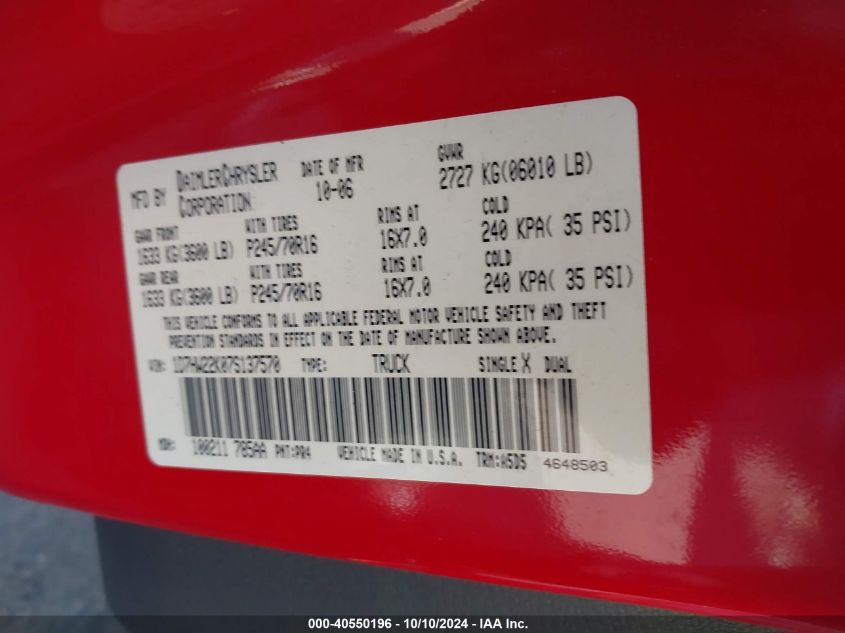 MFD BY DAIMLERCHRYSLER CORPORATION DATE OF MFR 10-06 GVWR 2727 KG(06010 LB)
GAWR FRONT WITH TIRES RIMS AT COLD
1633 KG(3600 LB) P245/70R16 16X7.0 240 KPA( 35 PSI)
GAWR REAR WITH TIRES RIMS AT COLD
1633 KG(3600 LB) P245/70R16 16X7.0 240 KPA( 35 PSI)
THIS VEHICLE CONFORMS TO ALL APPLICABLE FEDERAL MOTOR VEHICLE SAFETY AND THEFT
PREVENTION STANDARDS IN EFFECT ON THE DATE OF MANUFACTURE SHOWN ABOVE.
VIN: 1D7HW22K07S137570 TYPE: TRUCK SINGLE X DUAL
MDH: 100211 705AA PNT:PR4 VEHICLE MADE IN U.S.A. TRM:A5D5 4648503
000-40550196 - 10/10/2024 - IAA Inc.